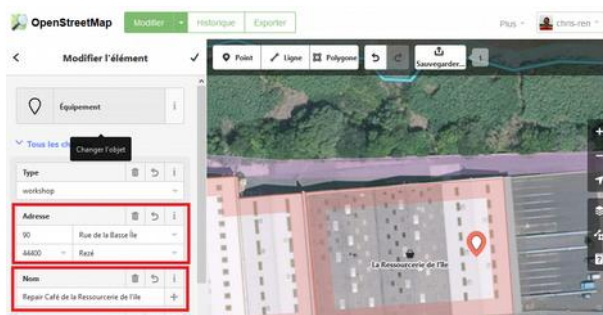 OpenStreetMap Modifier Historique Exporter Plus chris-ren
Modifier l'élément
Point Ligne Polygone Sauvegarder... 1
Équipement
Tous les ch
Changer l'objet
Type
workshop
Adresse
90 Rue de la Basse Île
44400 Rezé
Nom
Repair Café de la Ressourcerie de l'île
La Ressourcerie de l'île